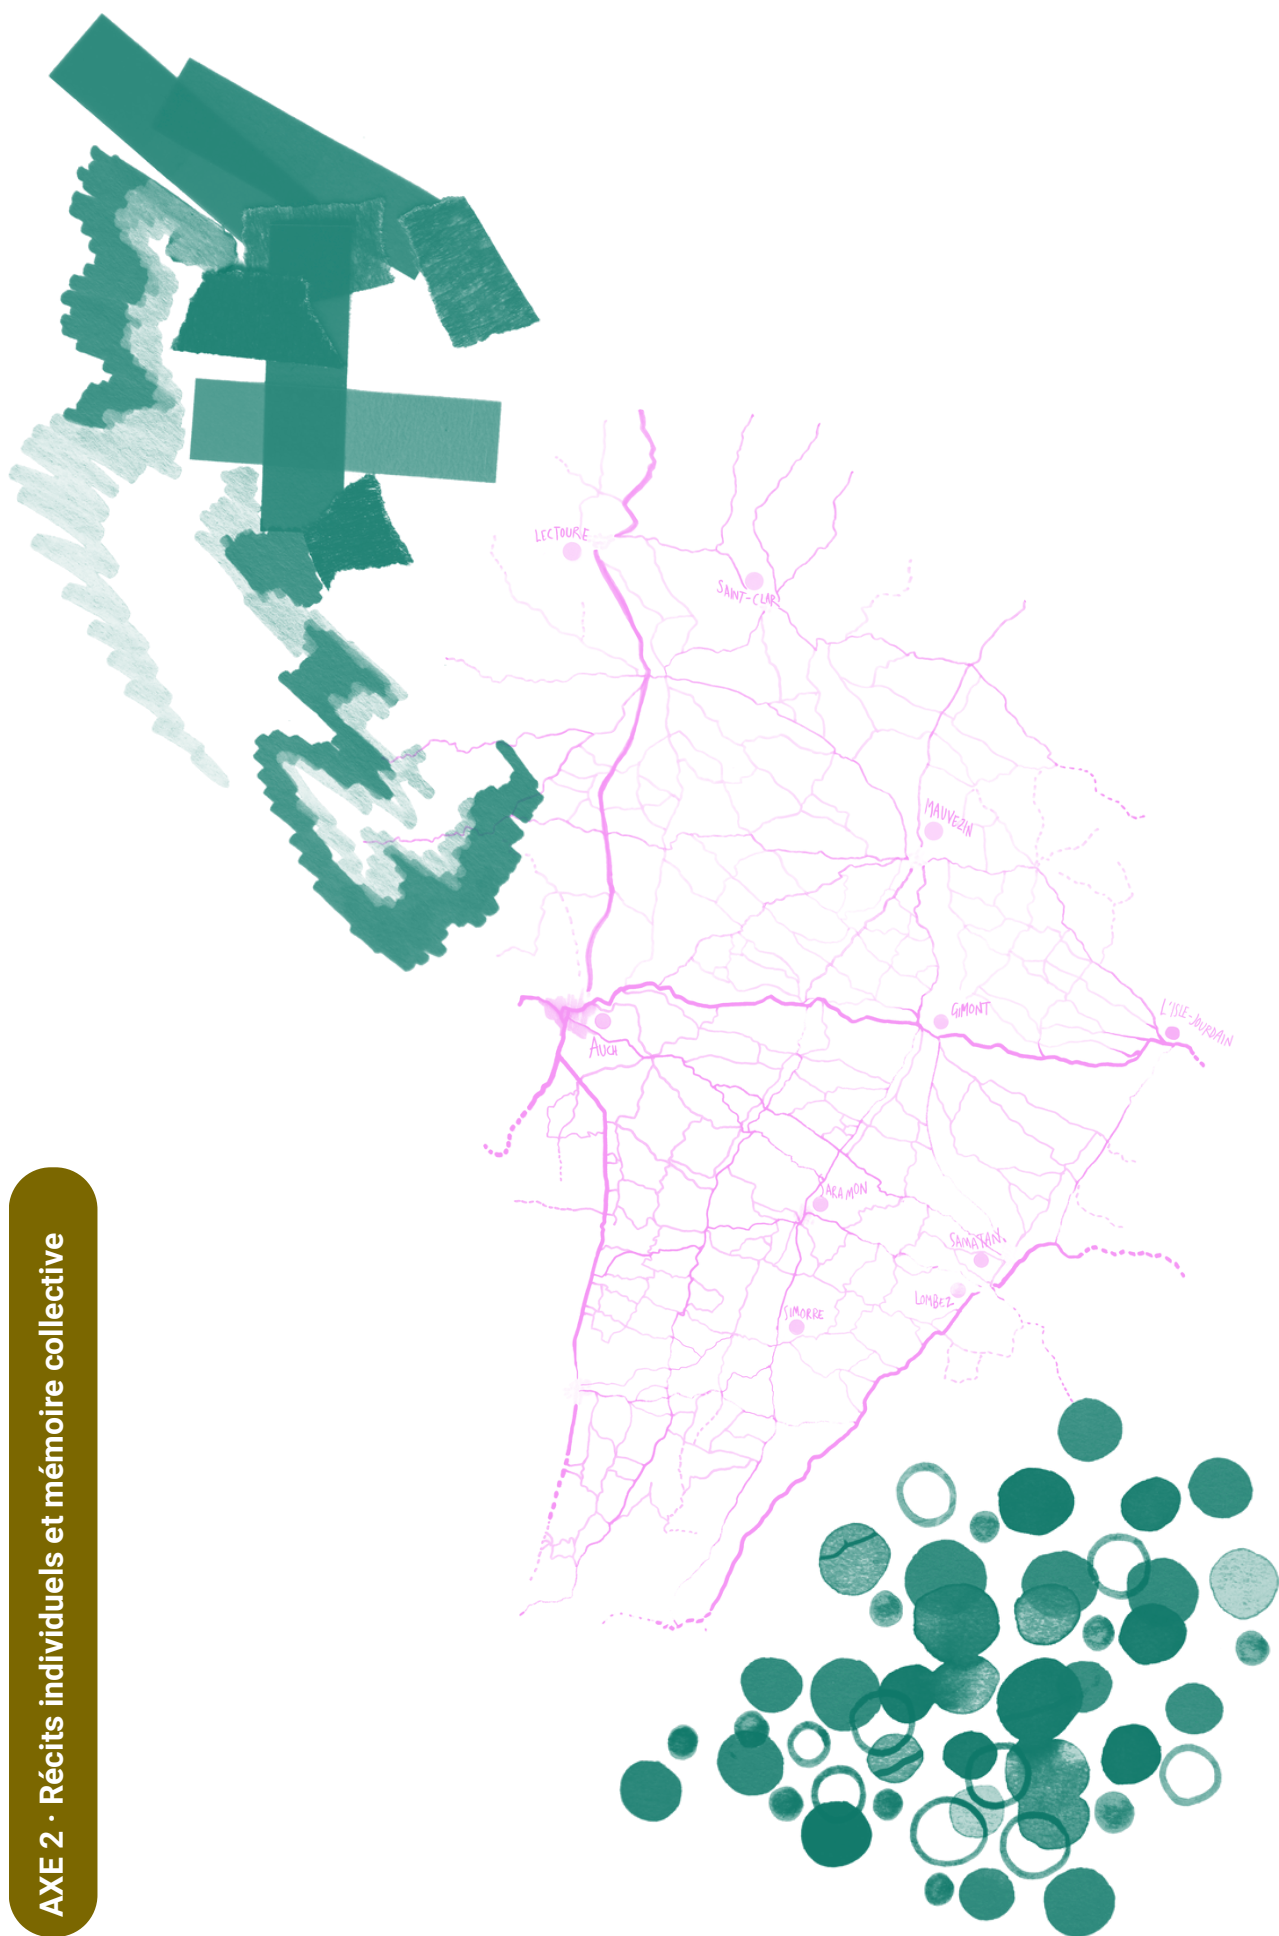 LECTOURE
SAINT-CLAR
MAUVEZIN
GIMONT
L'ISLE-JOURDAIN
AUCH
SARAMON
SAMATAN
LOMBEZ
SIMORRE
AXE 2 · Récits individuels et mémoire collective